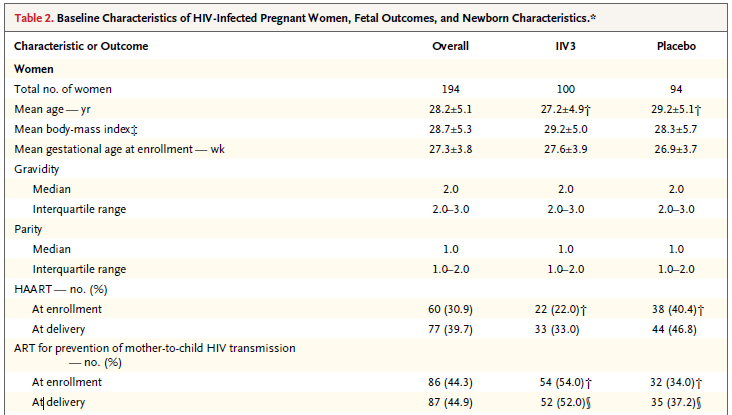 Table 2. Baseline Characteristics of HIV-Infected Pregnant Women, Fetal Outcomes, and Newborn Characteristics.*
Characteristic or Outcome Overall IIV3 Placebo
Women
Total no. of women 194 100 94
Mean age — yr 28.2±5.1 27.2±4.9† 29.2±5.1†
Mean body-mass index‡ 28.7±5.3 29.2±5.0 28.3±5.7
Mean gestational age at enrollment — wk 27.3±3.8 27.6±3.9 26.9±3.7
Gravidity
Median 2.0 2.0 2.0
Interquartile range 2.0–3.0 2.0–3.0 2.0–3.0
Parity
Median 1.0 1.0 1.0
Interquartile range 1.0–2.0 1.0–2.0 1.0–2.0
HAART — no. (%)
At enrollment 60 (30.9) 22 (22.0)† 38 (40.4)†
At delivery 77 (39.7) 33 (33.0) 44 (46.8)
ART for prevention of mother-to-child HIV transmission
— no. (%)
At enrollment 86 (44.3) 54 (54.0)† 32 (34.0)†
At delivery 87 (44.9) 52 (52.0)§ 35 (37.2)§